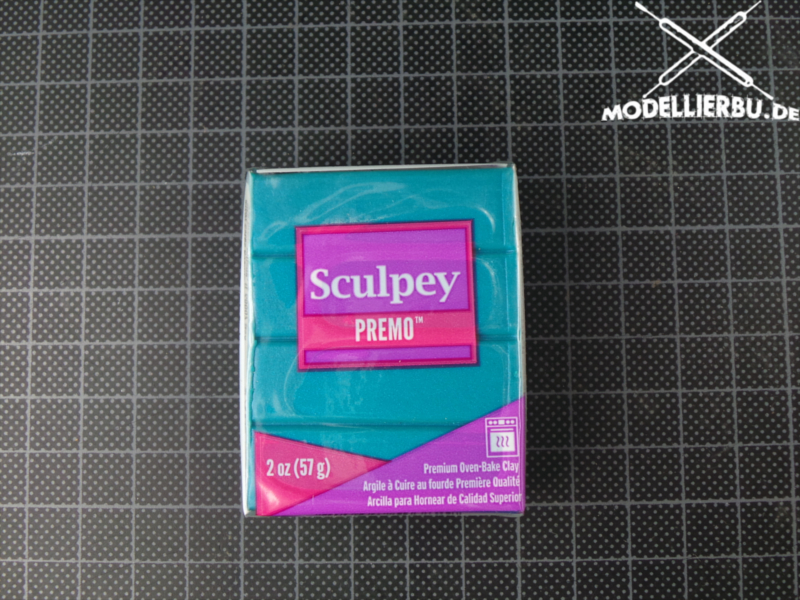 MODELLIERBU.DE
Sculpey
PREMO™
2 oz (57 g)
Premium Oven-Bake Clay
Argile à Cuire au fourde Première Qualité
Arcilla para Hornear de Calidad Superior